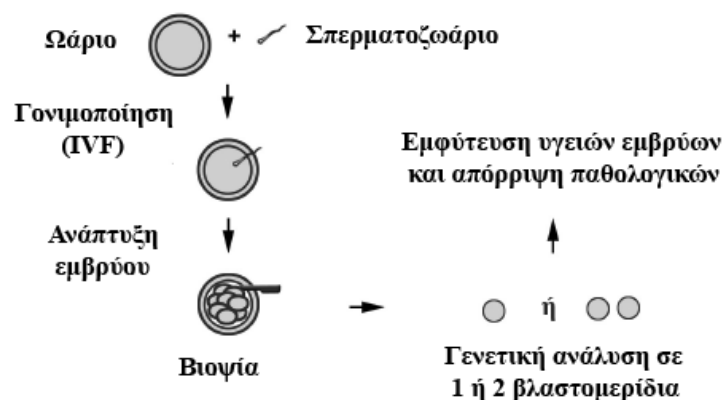 Ωάριο + Σπερματοζωάριο
Γονιμοποίηση
(IVF)
Ανάπτυξη
εμβρύου
Βιοψία
ή
Γενετική ανάλυση σε
1 ή 2 βλαστομερίδια
Εμφύτευση υγειών εμβρύων
και απόρριψη παθολογικών